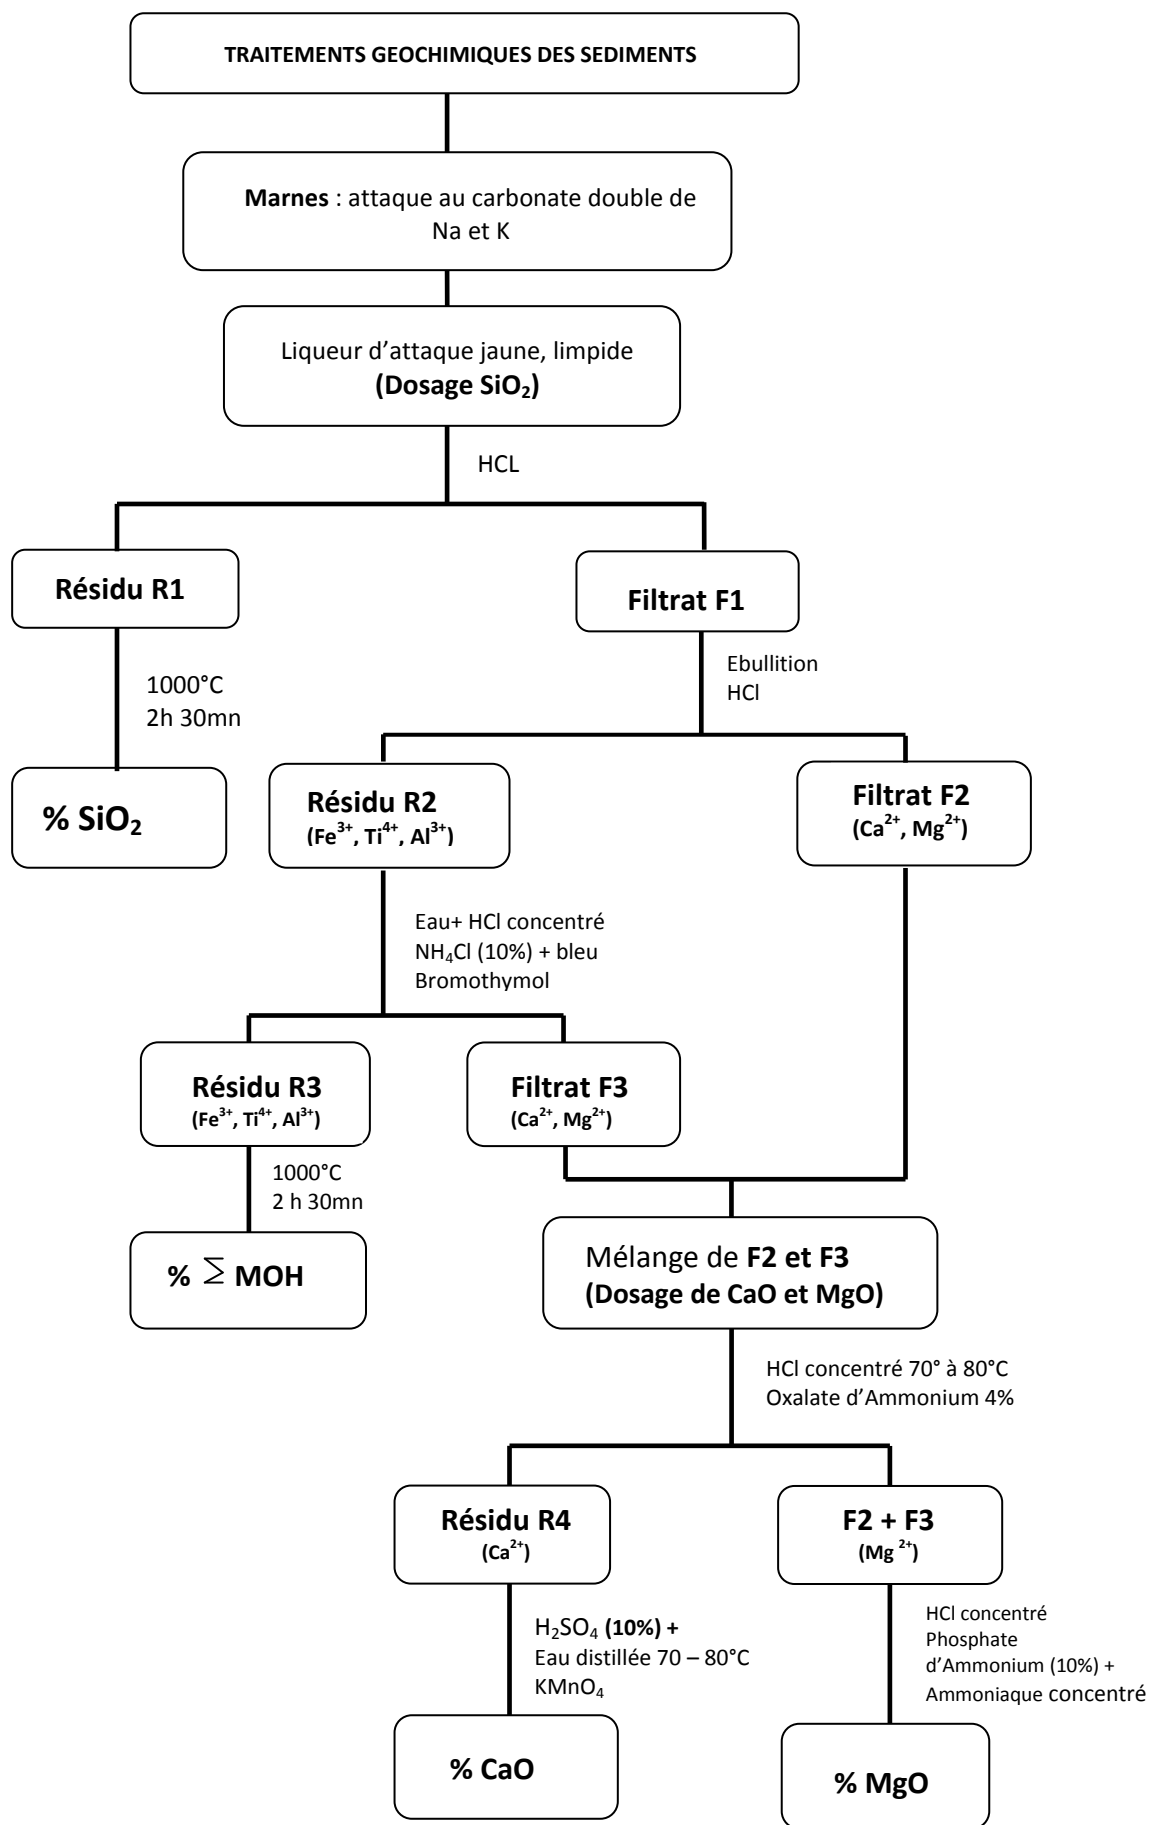 TRAITEMENTS GEOCHIMIQUES DES SEDIMENTS
Marnes : attaque au carbonate double de
Na et K
Liqueur d’attaque jaune, limpide
(Dosage SiO₂)
HCL
Résidu R1
Filtrat F1
1000°C
2h 30mn
Ebullition
HCl
% SiO₂
Résidu R2
(Fe³⁺, Ti⁴⁺, Al³⁺)
Filtrat F2
(Ca²⁺, Mg²⁺)
Eau+ HCl concentré
NH₄Cl (10%) + bleu
Bromothymol
Résidu R3
(Fe³⁺, Ti⁴⁺, Al³⁺)
Filtrat F3
(Ca²⁺, Mg²⁺)
1000°C
2 h 30mn
% ∑ MOH
Mélange de F2 et F3
(Dosage de CaO et MgO)
HCl concentré 70° à 80°C
Oxalate d’Ammonium 4%
Résidu R4
(Ca²⁺)
F2 + F3
(Mg ²⁺)
H₂SO₄ (10%) +
Eau distillée 70 – 80°C
KMnO₄
HCl concentré
Phosphate
d’Ammonium (10%) +
Ammoniaque concentré
% CaO
% MgO